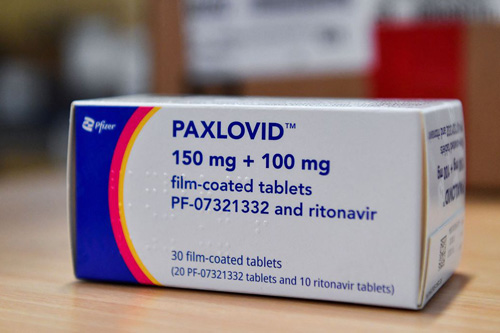 Pfizer
PAXLOVID™
150 mg + 100 mg
film-coated tablets
PF-07321332 and ritonavir
30 film-coated tablets
(20 PF-07321332 tablets and 10 ritonavir tablets)